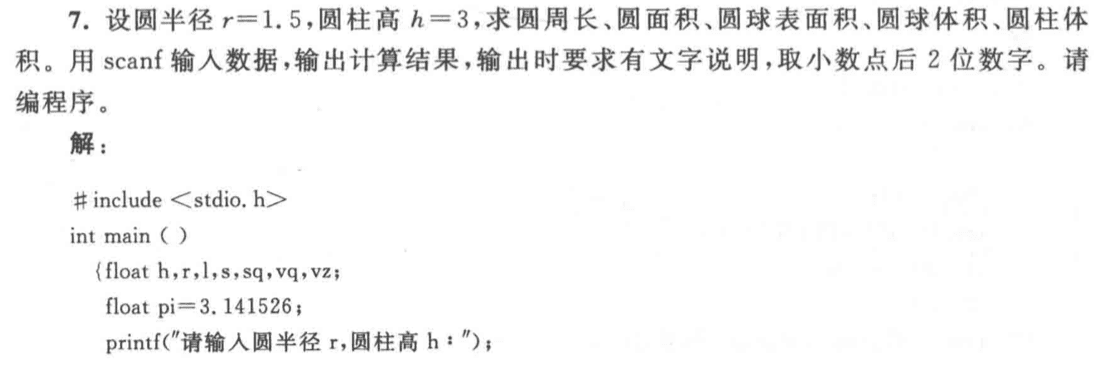 7. 设圆半径 r=1.5,圆柱高 h=3,求圆周长、圆面积、圆球表面积、圆球体积、圆柱体
积。用 scanf 输入数据,输出计算结果,输出时要求有文字说明,取小数点后 2 位数字。请
编程序。
解:
#include <stdio.h>
int main ( )
{float h,r,l,s,sq,vq,vz;
float pi=3.141526;
printf("请输入圆半径 r,圆柱高 h:");